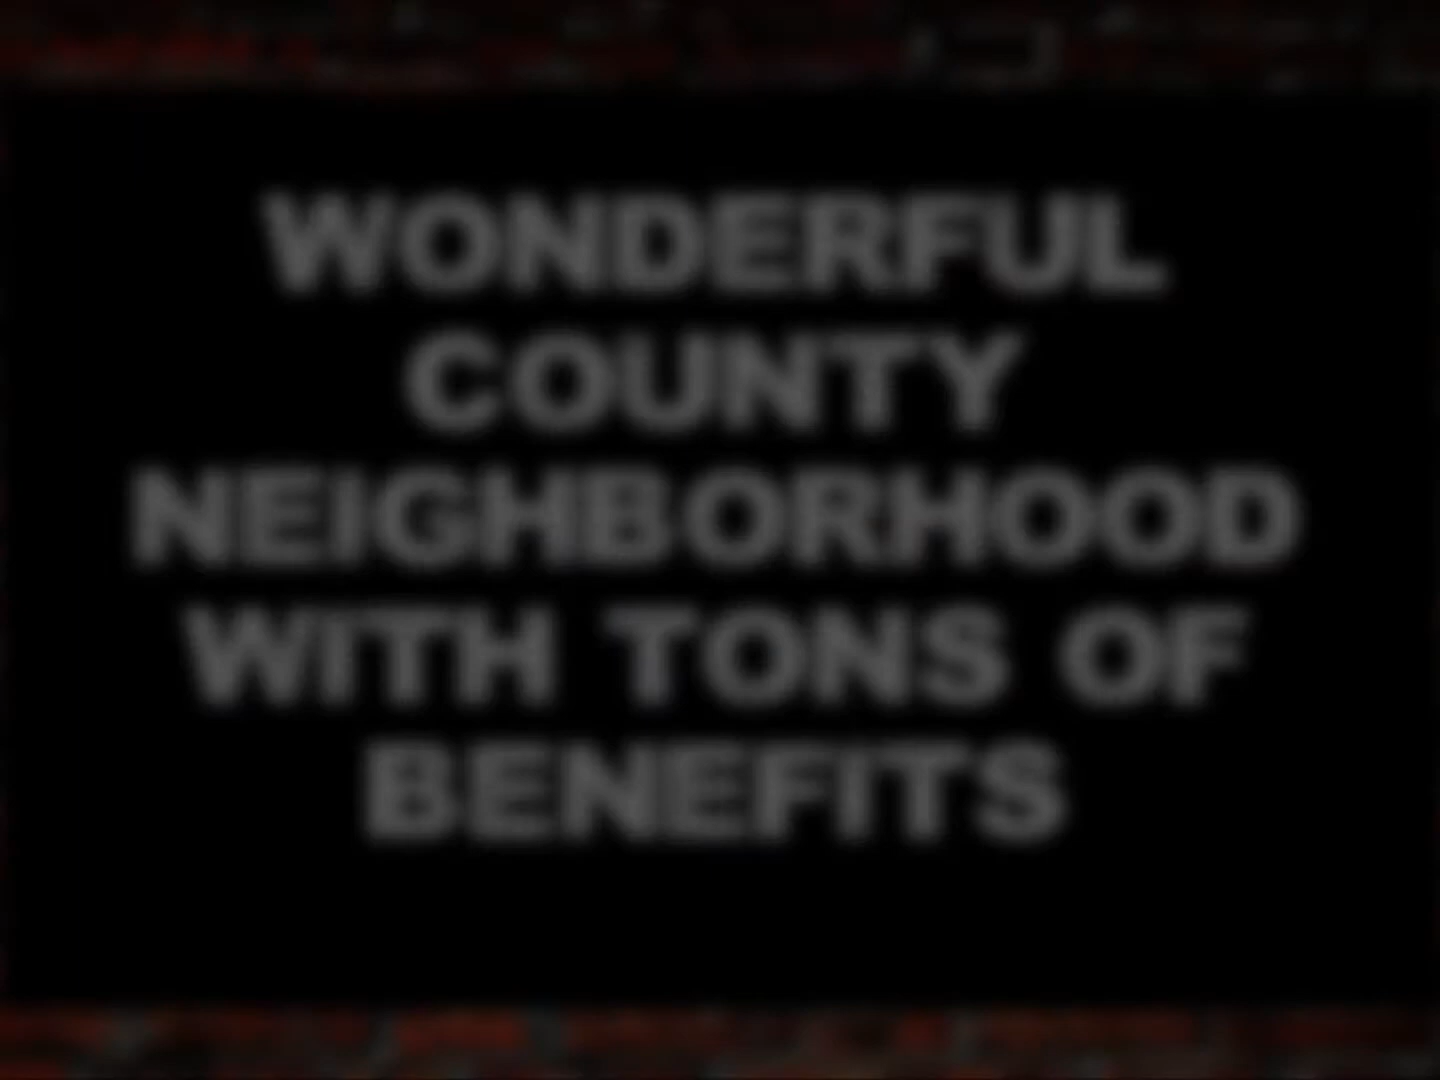 WONDERFUL
COUNTY
NEIGHBORHOOD
WITH TONS OF
BENEFITS